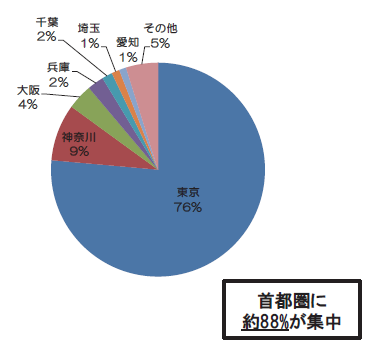 千葉
2%
埼玉
1%
愛知
1%
その他
5%
兵庫
2%
大阪
4%
神奈川
9%
東京
76%
首都圏に
約88%が集中